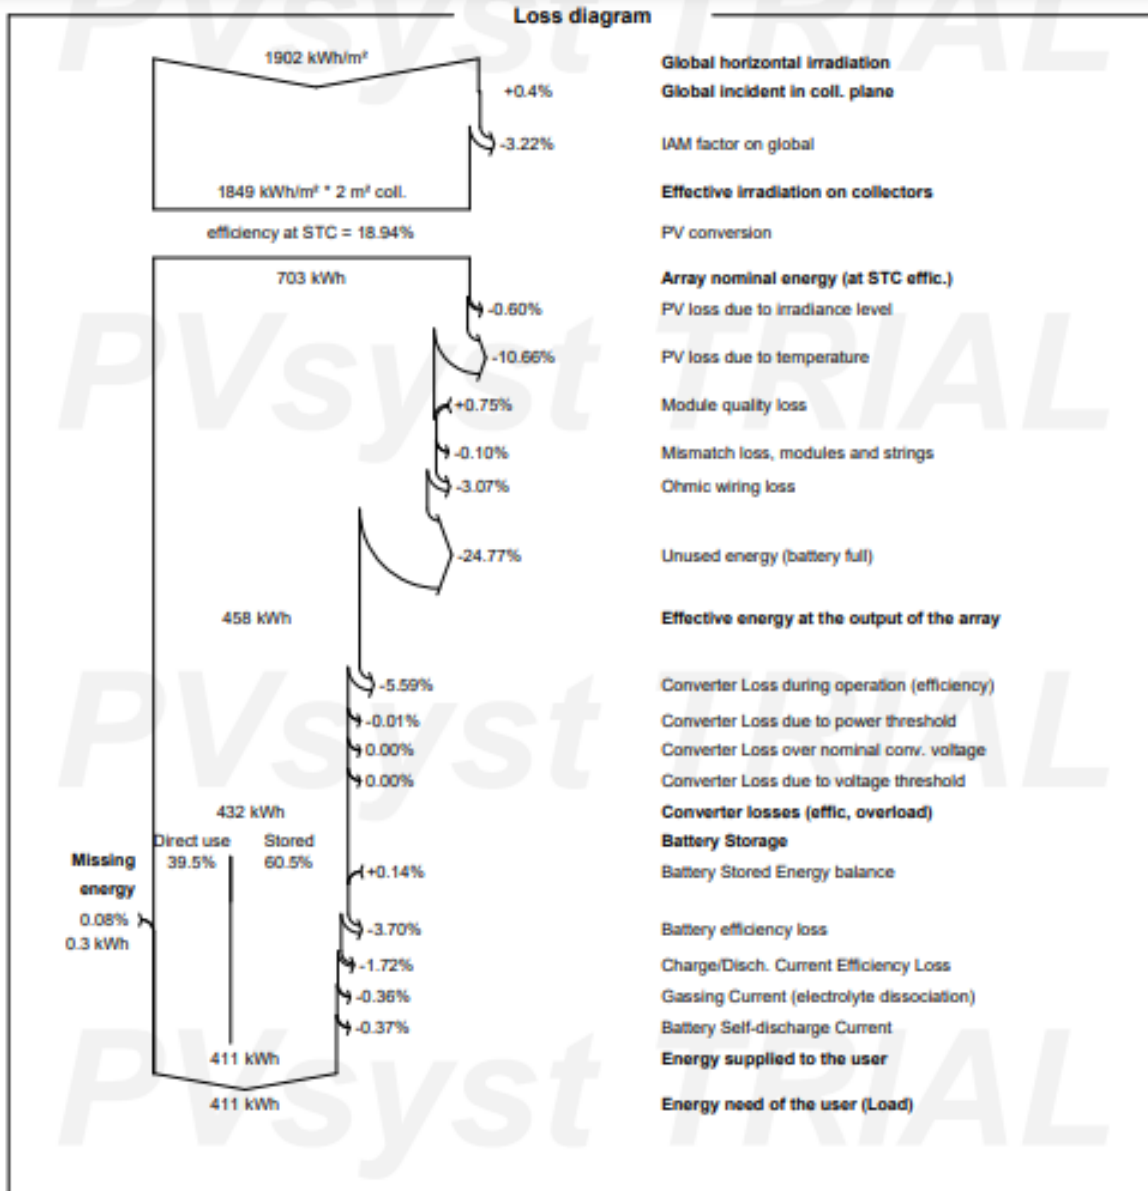 Loss diagram
1902 kWh/m² Global horizontal irradiation
+0.4% Global incident in coll. plane
-3.22% IAM factor on global
1849 kWh/m² * 2 m² coll. Effective irradiation on collectors
efficiency at STC = 18.94% PV conversion
703 kWh Array nominal energy (at STC effic.)
-0.60% PV loss due to irradiance level
-10.66% PV loss due to temperature
+0.75% Module quality loss
-0.10% Mismatch loss, modules and strings
-3.07% Ohmic wiring loss
-24.77% Unused energy (battery full)
458 kWh Effective energy at the output of the array
-5.59% Converter Loss during operation (efficiency)
-0.01% Converter Loss due to power threshold
0.00% Converter Loss over nominal conv. voltage
0.00% Converter Loss due to voltage threshold
432 kWh Converter losses (effic, overload)
Direct use Stored Battery Storage
Missing 39.5% 60.5%
+0.14% Battery Stored Energy balance
energy
0.08%
-3.70% Battery efficiency loss
0.3 kWh
-1.72% Charge/Disch. Current Efficiency Loss
-0.36% Gassing Current (electrolyte dissociation)
-0.37% Battery Self-discharge Current
411 kWh Energy supplied to the user
411 kWh Energy need of the user (Load)
PVsyst TRIAL
PVsyst TRIAL
PVsyst TRIAL
PVsyst TRIAL